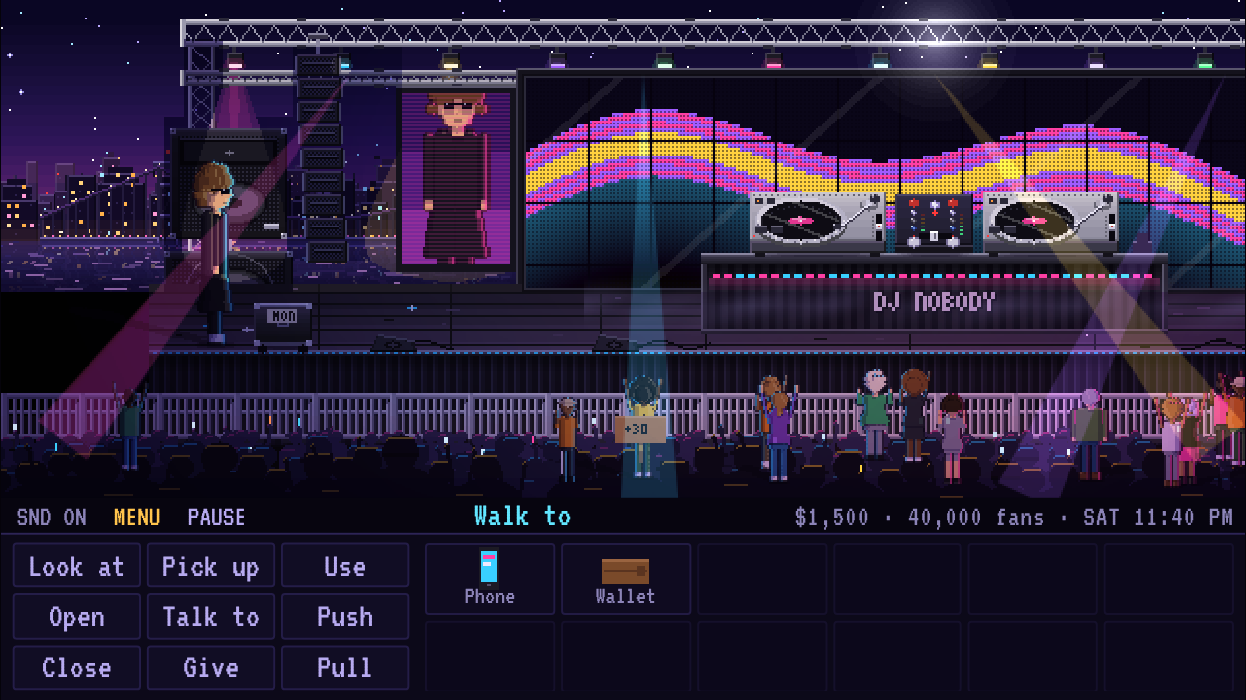 DJ NOBODY
MON
+30
SND ON MENU PAUSE
Walk to
$1,500 · 40,000 fans · SAT 11:40 PM
Look at Pick up Use
Open Talk to Push
Close Give Pull
Phone Wallet